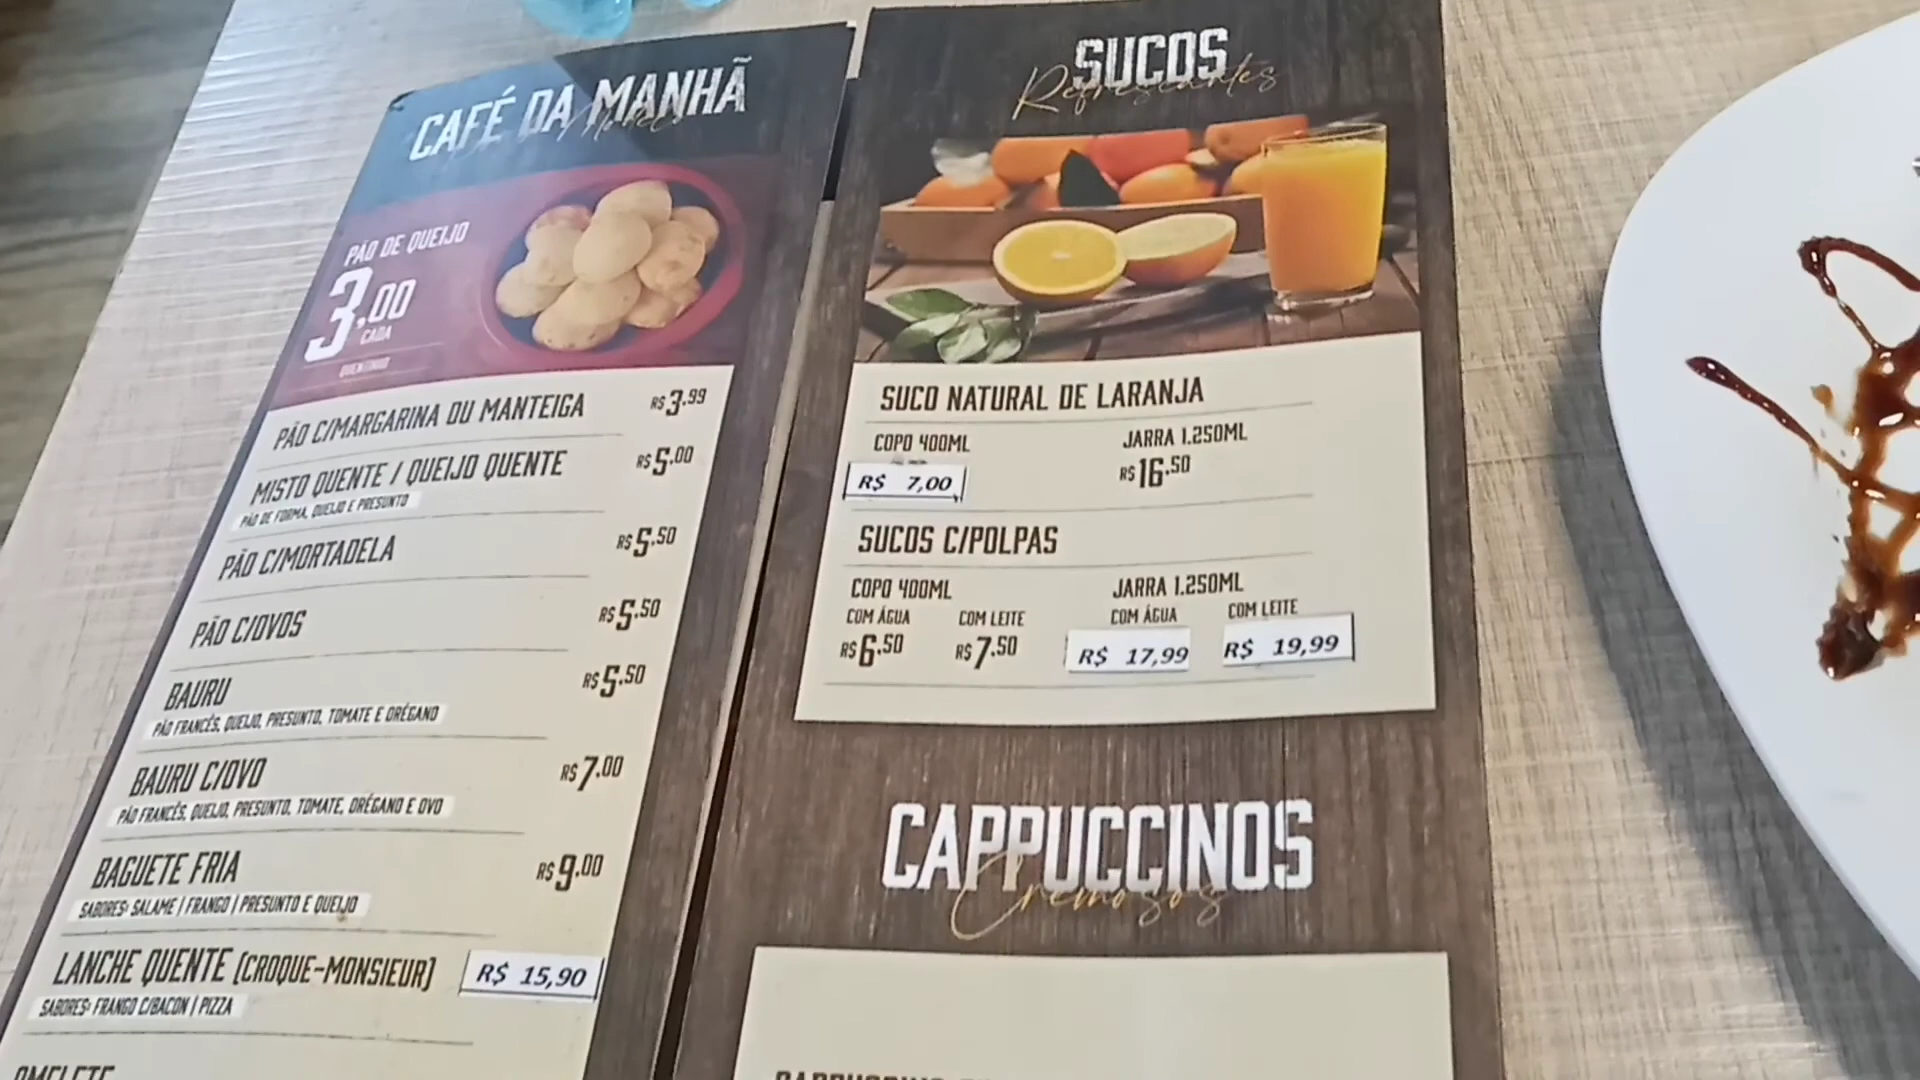 CAFÉ DA MANHÃ
PÃO DE QUEIJO
3,00
CADA
QUENTINHO
PÃO C/MARGARINA OU MANTEIGA R$3,99
MISTO QUENTE / QUEIJO QUENTE R$5,00
PÃO DE FORMA, QUEIJO E PRESUNTO
PÃO C/MORTADELA R$5,50
PÃO C/OVOS R$5,50
BAURU R$5,50
PÃO FRANCÊS, QUEIJO, PRESUNTO, TOMATE E ORÉGANO
BAURU C/OVO R$7,00
PÃO FRANCÊS, QUEIJO, PRESUNTO, TOMATE, ORÉGANO E OVO
BAGUETE FRIA R$9,00
SABORES: SALAME | FRANGO | PRESUNTO E QUEIJO
LANCHE QUENTE (CROQUE-MONSIEUR) R$ 15,90
SABORES: FRANGO C/BACON | PIZZA
OMELETE
SUCOS
Refrescantes
SUCO NATURAL DE LARANJA
COPO 400ML JARRA 1.250ML
R$ 7,00 R$16,50
SUCOS C/POLPAS
COPO 400ML JARRA 1.250ML
COM ÁGUA COM LEITE COM ÁGUA COM LEITE
R$6,50 R$7,50 R$ 17,99 R$ 19,99
CAPPUCCINOS
Cremosos